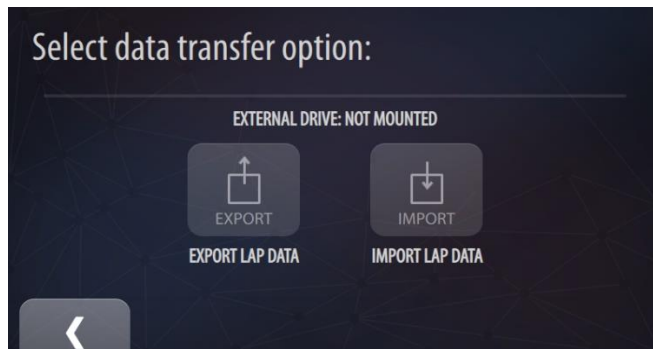 Select data transfer option:
EXTERNAL DRIVE: NOT MOUNTED
EXPORT
IMPORT
EXPORT LAP DATA
IMPORT LAP DATA